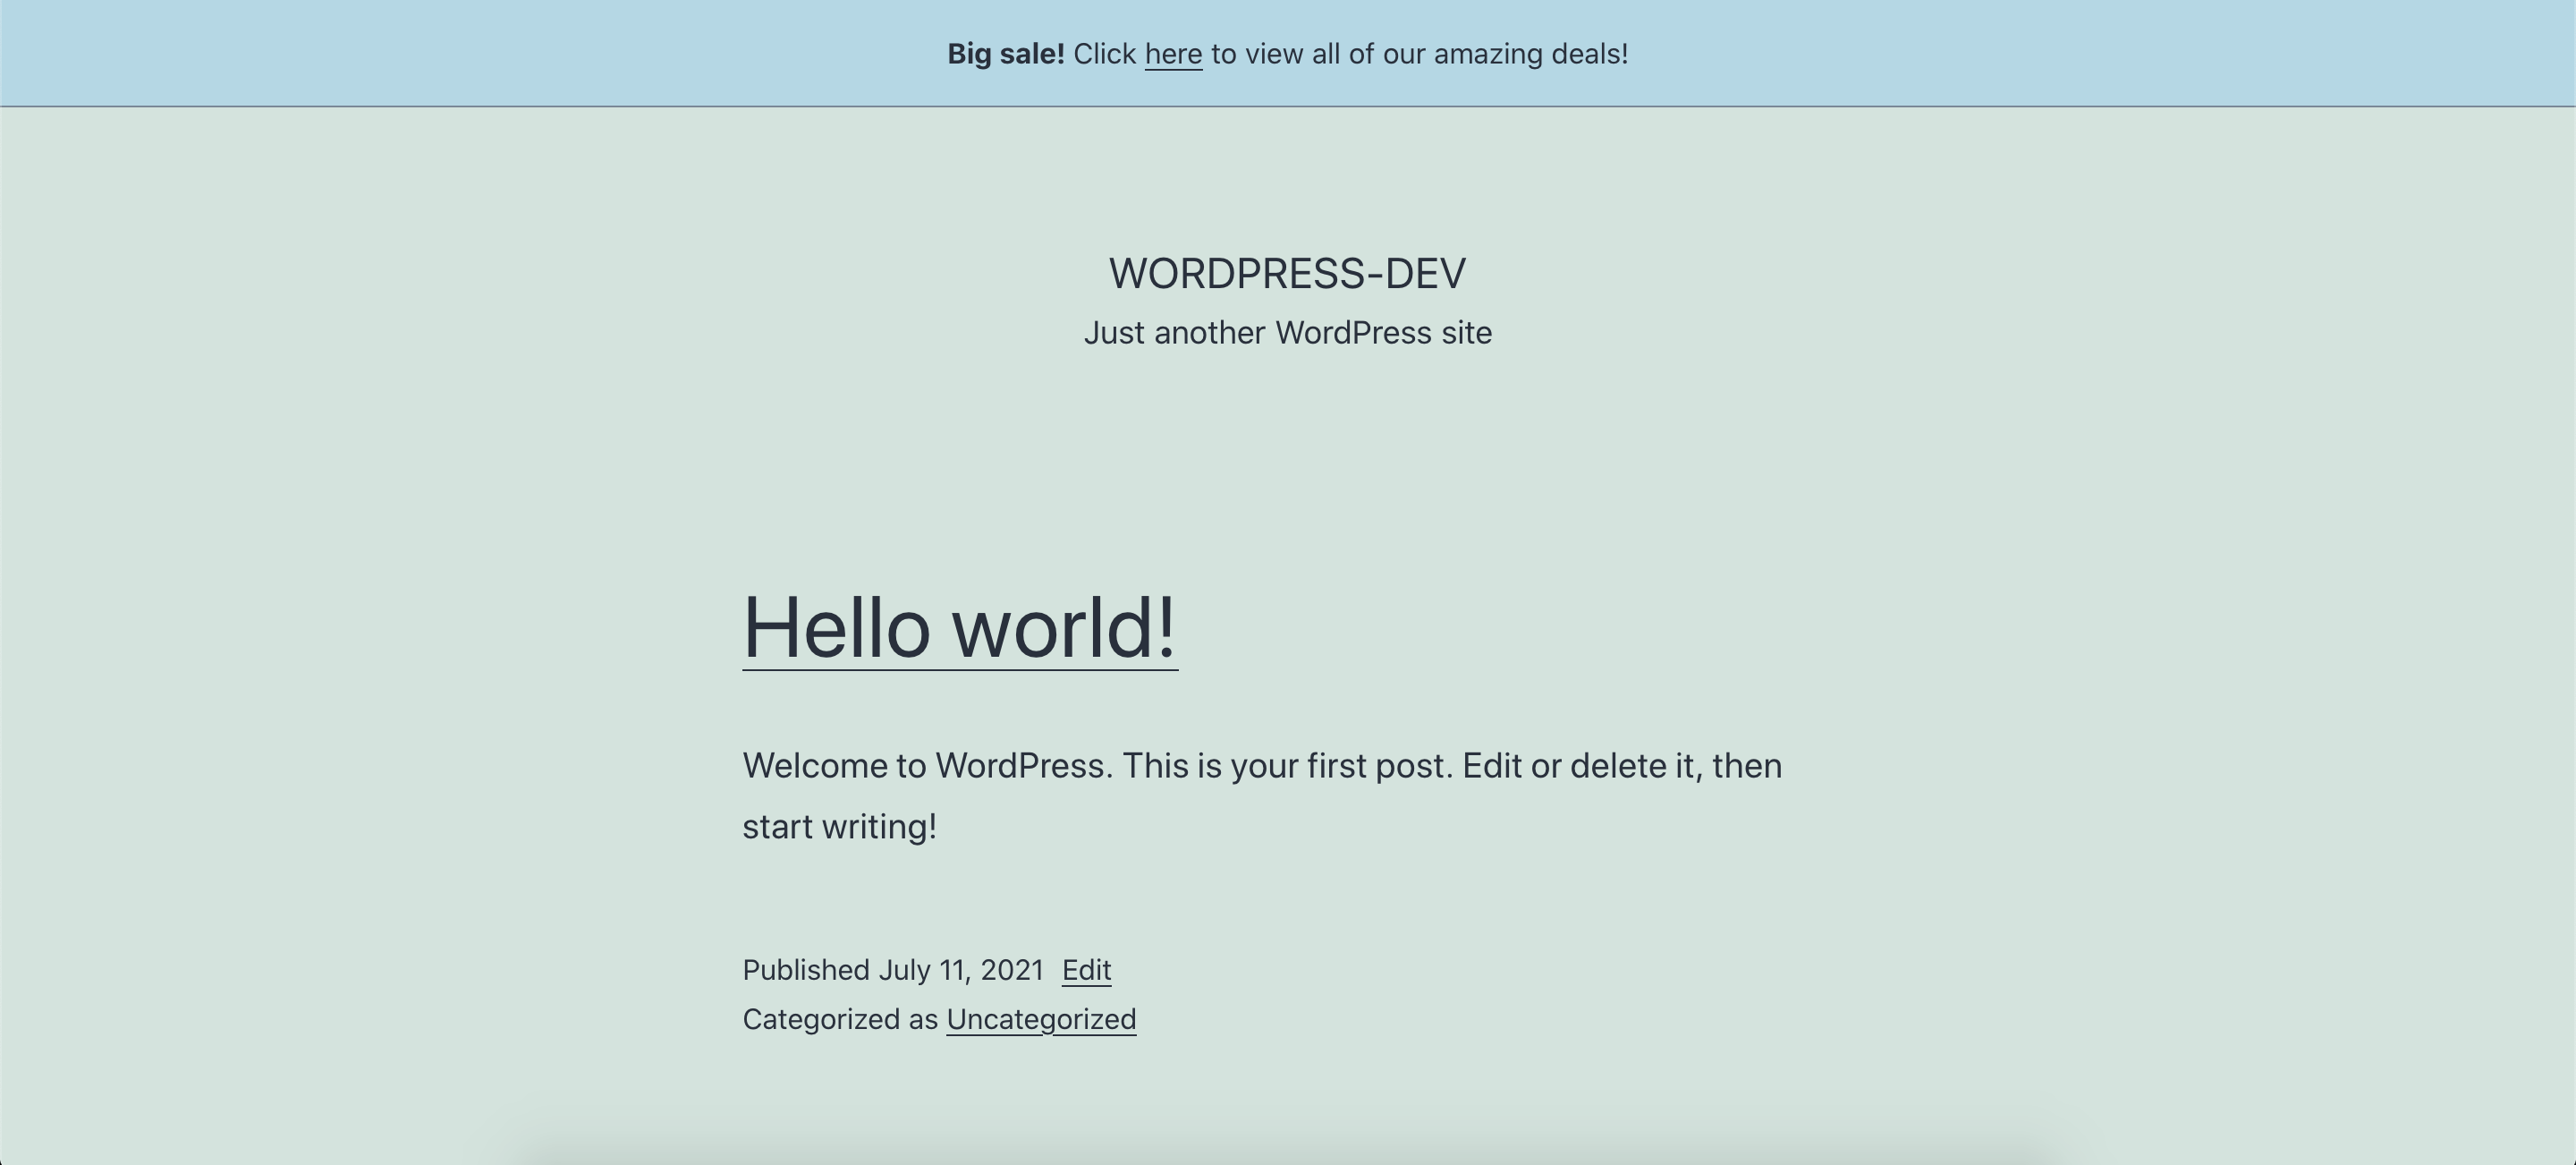 Big sale! Click here to view all of our amazing deals!
WORDPRESS-DEV
Just another WordPress site
Hello world!
Welcome to WordPress. This is your first post. Edit or delete it, then
start writing!
Published July 11, 2021 Edit
Categorized as Uncategorized